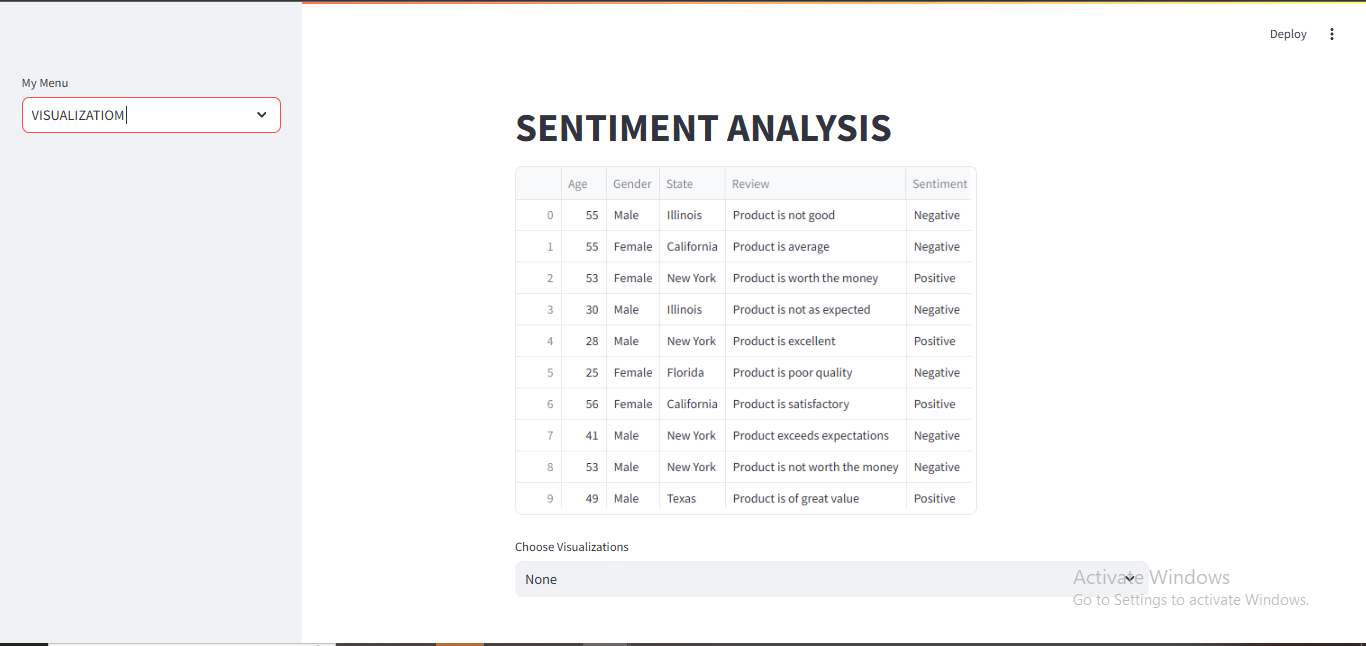 Deploy
My Menu
VISUALIZATIOM
SENTIMENT ANALYSIS
Age Gender State Review Sentiment
0 55 Male Illinois Product is not good Negative
1 55 Female California Product is average Negative
2 53 Female New York Product is worth the money Positive
3 30 Male Illinois Product is not as expected Negative
4 28 Male New York Product is excellent Positive
5 25 Female Florida Product is poor quality Negative
6 56 Female California Product is satisfactory Positive
7 41 Male New York Product exceeds expectations Negative
8 53 Male New York Product is not worth the money Negative
9 49 Male Texas Product is of great value Positive
Choose Visualizations
None
Activate Windows
Go to Settings to activate Windows.